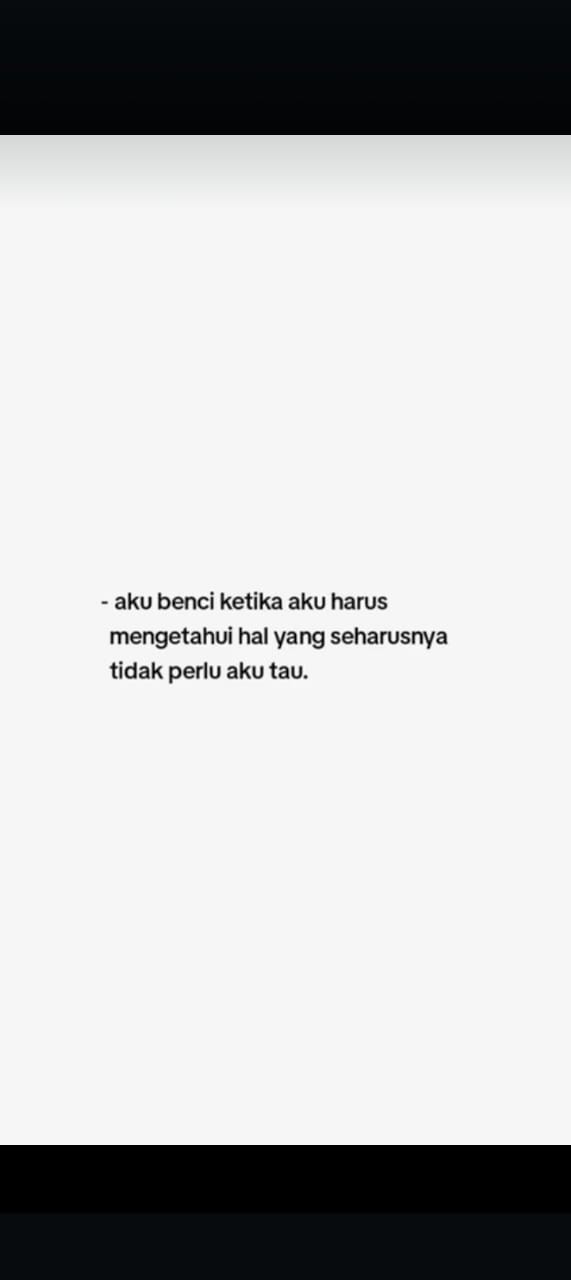 - aku benci ketika aku harus
mengetahui hal yang seharusnya
tidak perlu aku tau.